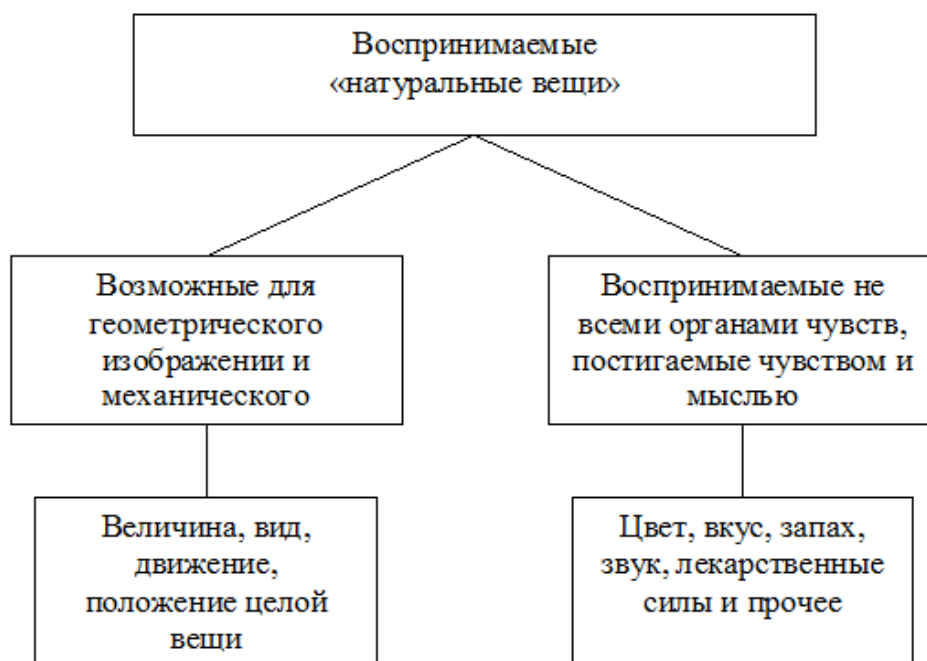 Воспринимаемые
«натуральные вещи»
Возможные для
геометрического
изображении и
механического
Воспринимаемые не
всеми органами чувств,
постигаемые чувством и
мыслью
Величина, вид,
движение,
положение целой
вещи
Цвет, вкус, запах,
звук, лекарственные
силы и прочее